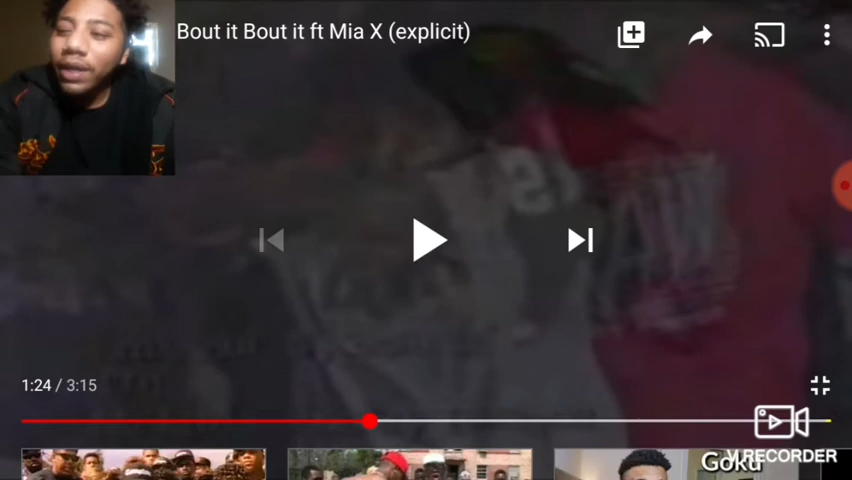 Bout it Bout it ft Mia X (explicit)
1:24 / 3:15
Goku
V RECORDER